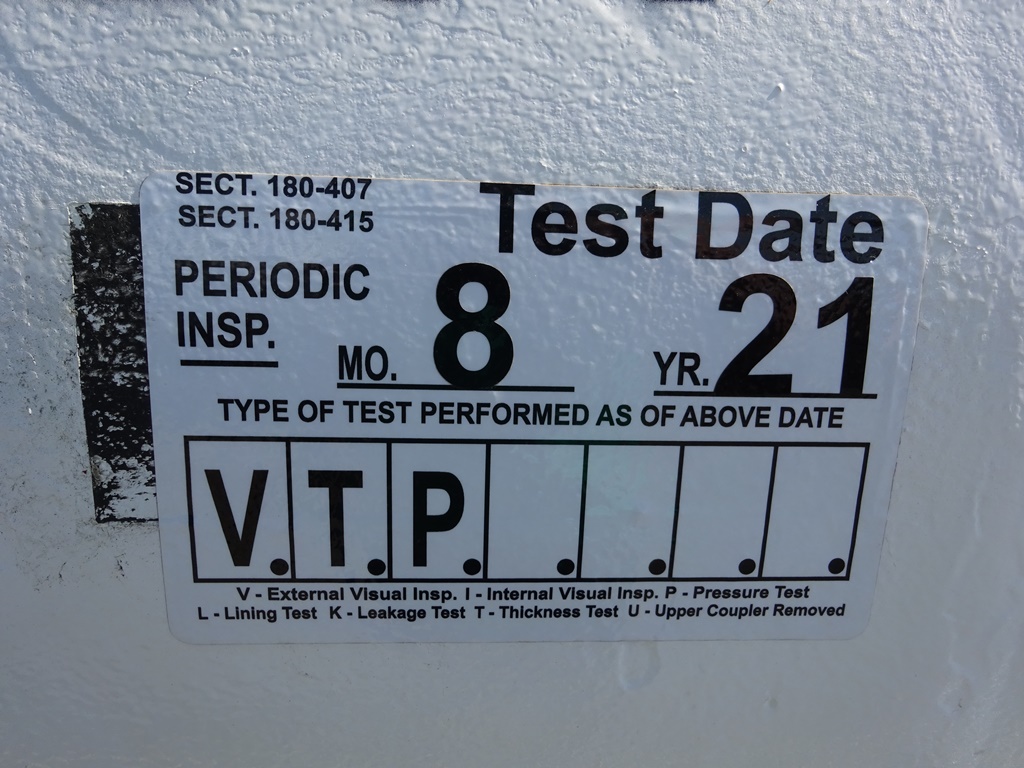 SECT. 180-407
SECT. 180-415
Test Date
PERIODIC
INSP.
MO. 8
YR. 21
TYPE OF TEST PERFORMED AS OF ABOVE DATE
V. T. P. . . . .
V - External Visual Insp. I - Internal Visual Insp. P - Pressure Test
L - Lining Test K - Leakage Test T - Thickness Test U - Upper Coupler Removed